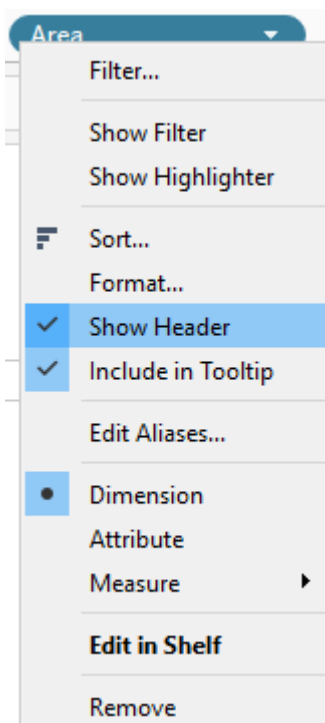 Area
Filter...
Show Filter
Show Highlighter
Sort...
Format...
Show Header
Include in Tooltip
Edit Aliases...
Dimension
Attribute
Measure
Edit in Shelf
Remove